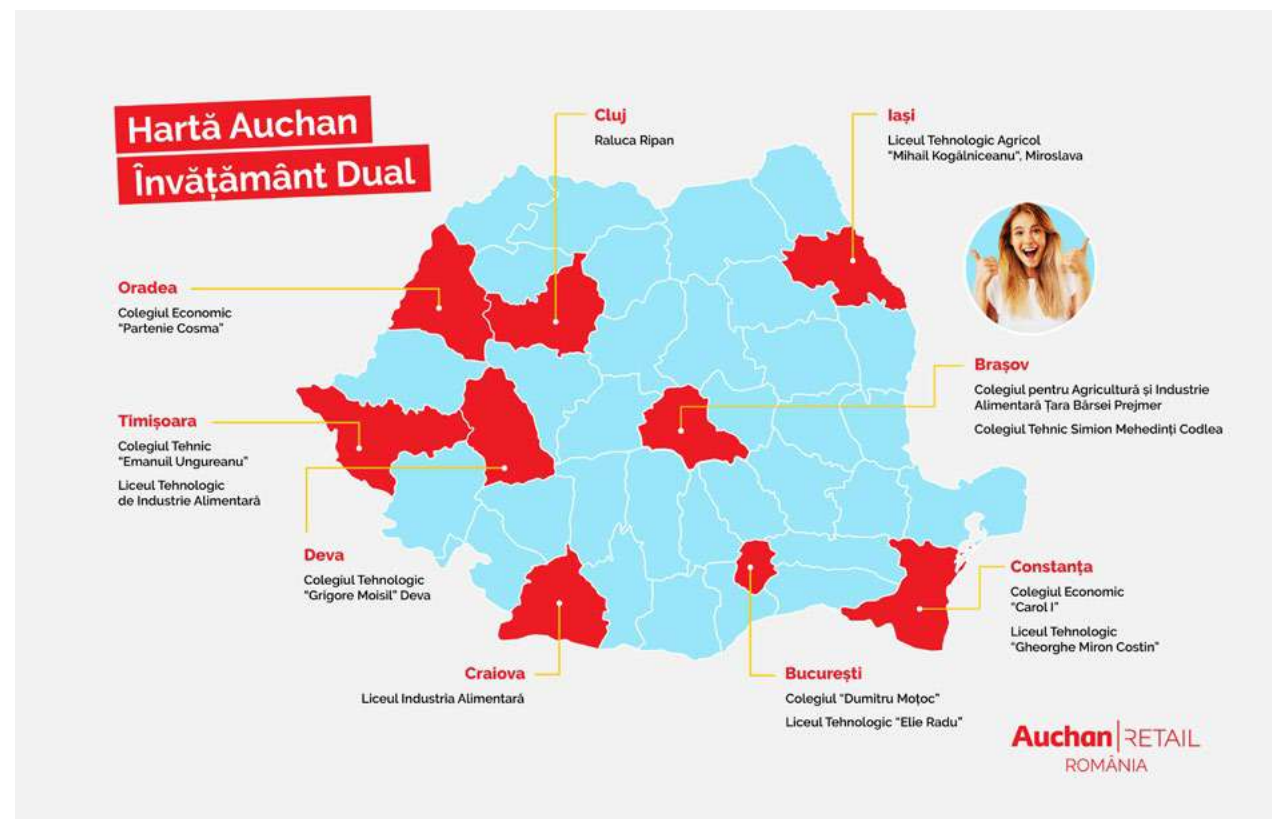 Hartă Auchan
Învățământ Dual
Cluj
Raluca Ripan
Iași
Liceul Tehnologic Agricol
"Mihail Kogălniceanu", Miroslava
Oradea
Colegiul Economic
"Partenie Cosma"
Brașov
Colegiul pentru Agricultură și Industrie
Alimentară Țara Bârsei Prejmer
Colegiul Tehnic Simion Mehedinți Codlea
Timișoara
Colegiul Tehnic
"Emanuil Ungureanu"
Liceul Tehnologic
de Industrie Alimentară
Deva
Colegiul Tehnologic
"Grigore Moisil" Deva
Constanța
Colegiul Economic
"Carol I"
Liceul Tehnologic
"Gheorghe Miron Costin"
Craiova
Liceul Industria Alimentară
București
Colegiul "Dumitru Moțoc"
Liceul Tehnologic "Elie Radu"
Auchan | RETAIL
ROMÂNIA